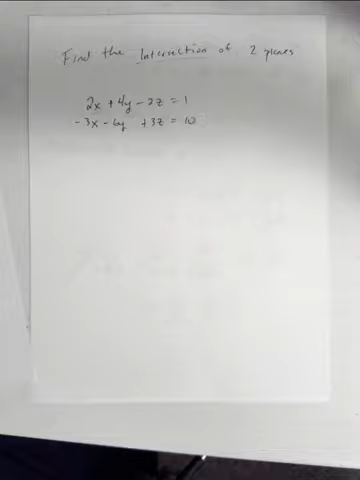 Find the Intersection of 2 planes
2x + 4y - 2z = 1
-3x - 6y + 3z = 10